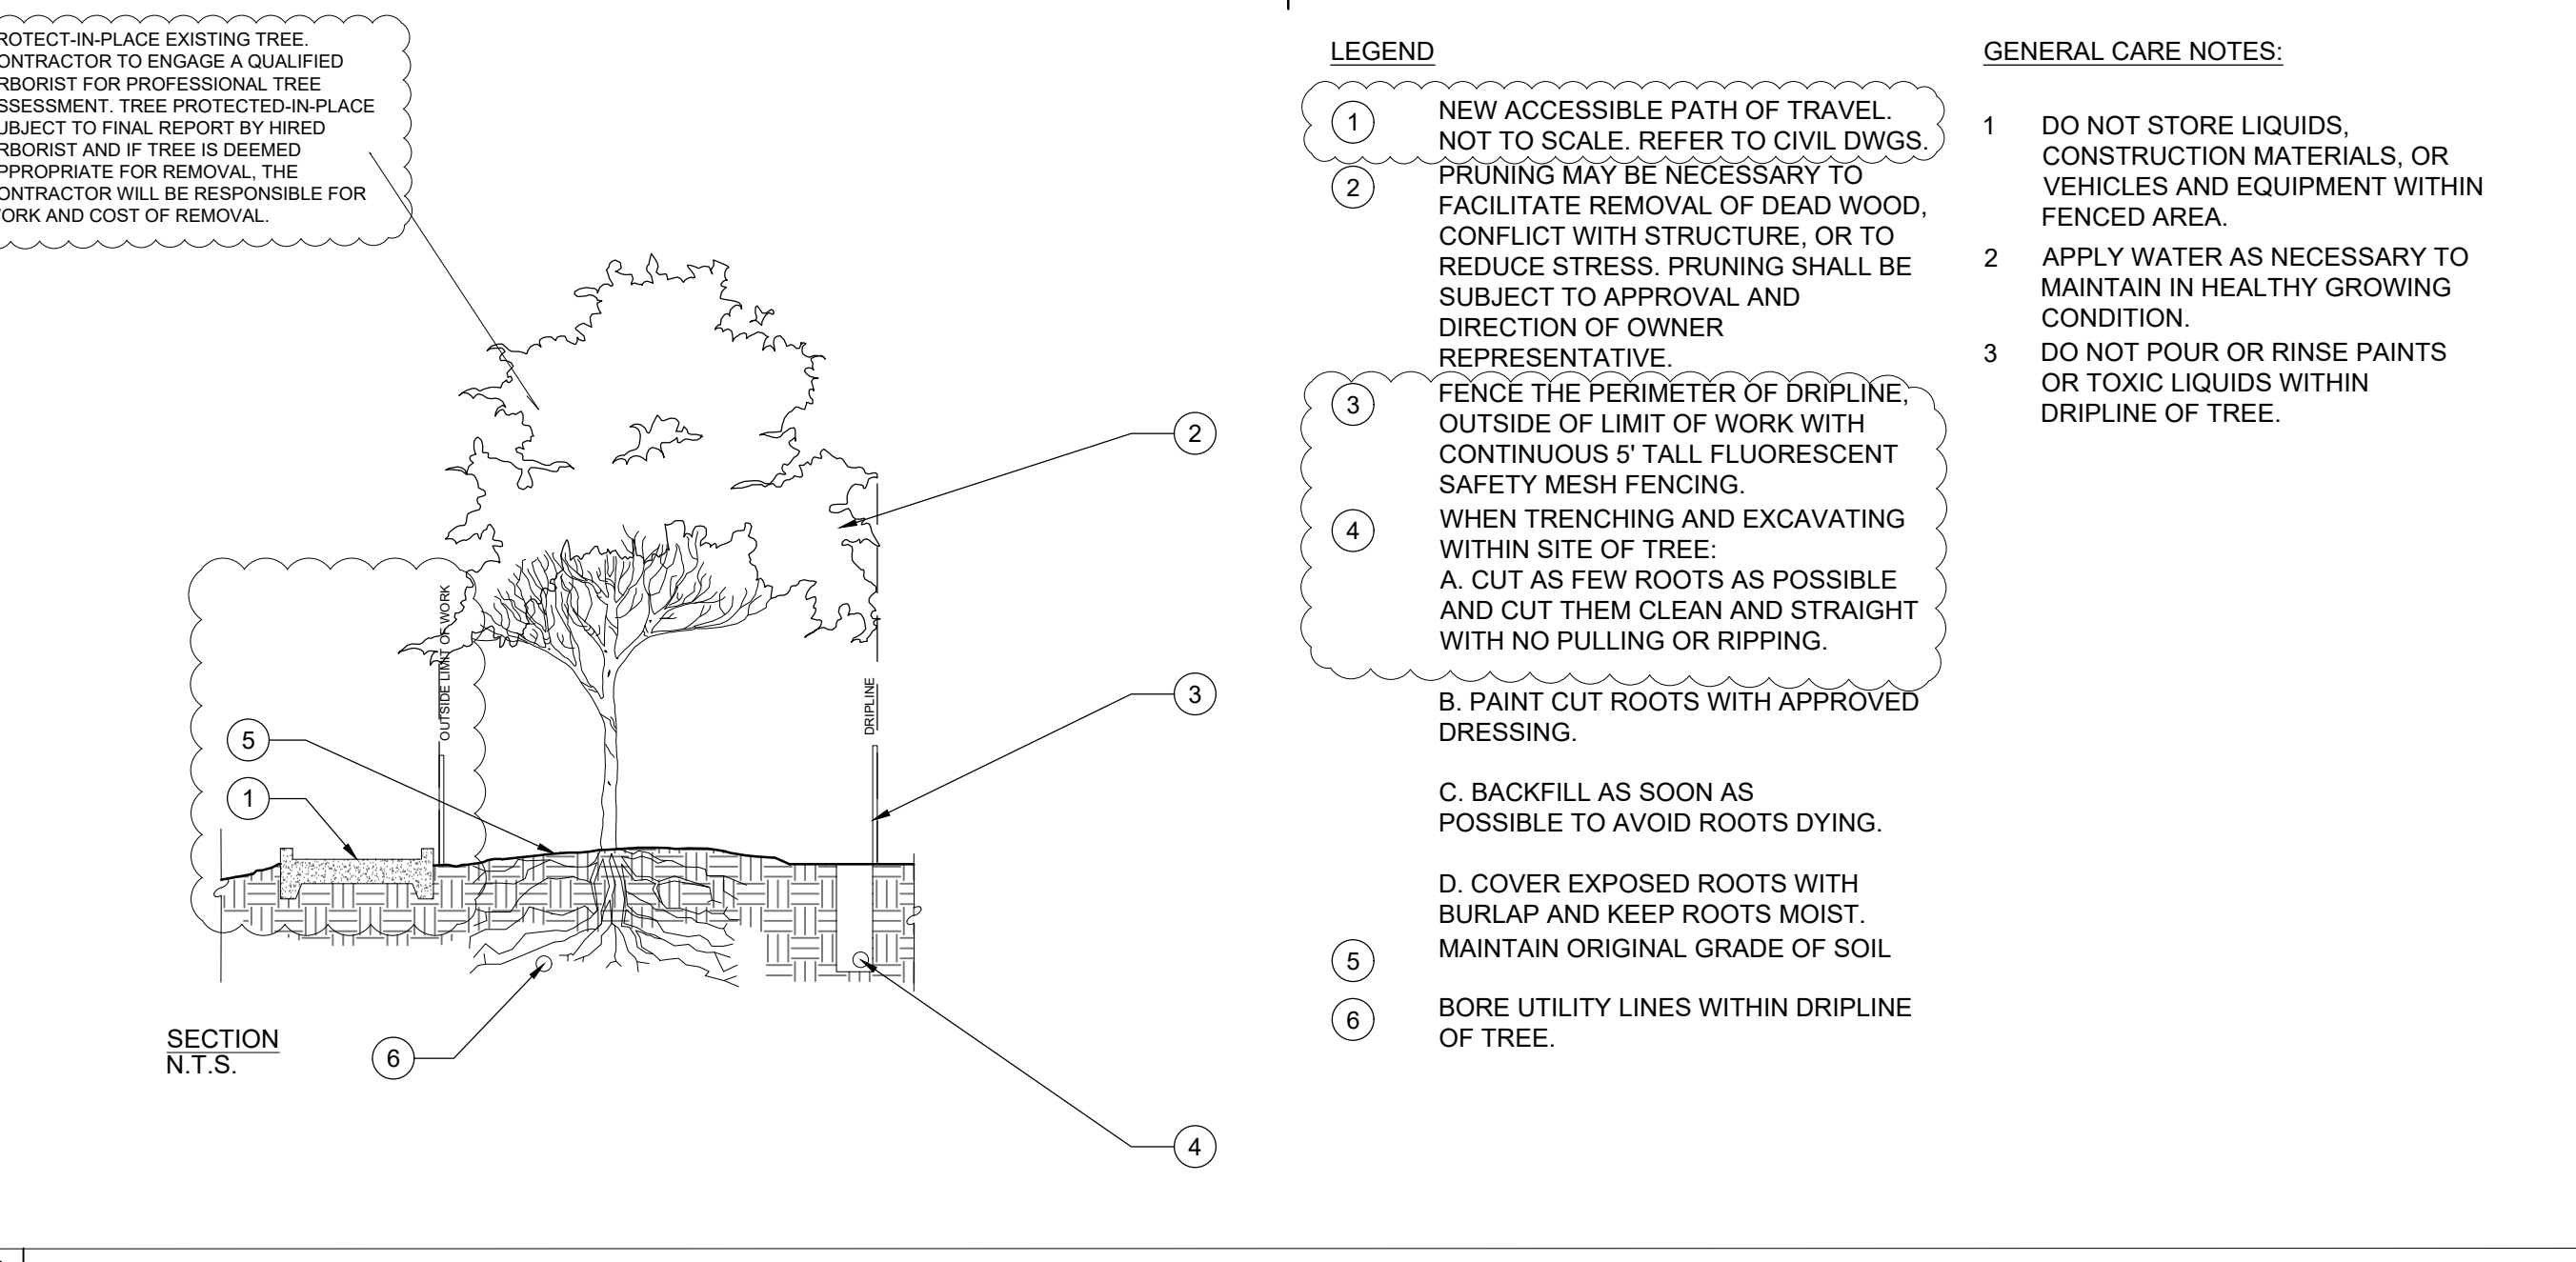 ROTECT-IN-PLACE EXISTING TREE.
ONTRACTOR TO ENGAGE A QUALIFIED
RBORIST FOR PROFESSIONAL TREE
SSESSMENT. TREE PROTECTED-IN-PLACE
UBJECT TO FINAL REPORT BY HIRED
RBORIST AND IF TREE IS DEEMED
PPROPRIATE FOR REMOVAL, THE
ONTRACTOR WILL BE RESPONSIBLE FOR
ORK AND COST OF REMOVAL.
2
OUTSIDE LIMIT OF WORK
DRIPLINE
3
5
1
SECTION
N.T.S.
6
4
LEGEND
1 NEW ACCESSIBLE PATH OF TRAVEL.
NOT TO SCALE. REFER TO CIVIL DWGS.
2 PRUNING MAY BE NECESSARY TO
FACILITATE REMOVAL OF DEAD WOOD,
CONFLICT WITH STRUCTURE, OR TO
REDUCE STRESS. PRUNING SHALL BE
SUBJECT TO APPROVAL AND
DIRECTION OF OWNER
REPRESENTATIVE.
3 FENCE THE PERIMETER OF DRIPLINE,
OUTSIDE OF LIMIT OF WORK WITH
CONTINUOUS 5' TALL FLUORESCENT
SAFETY MESH FENCING.
4 WHEN TRENCHING AND EXCAVATING
WITHIN SITE OF TREE:
A. CUT AS FEW ROOTS AS POSSIBLE
AND CUT THEM CLEAN AND STRAIGHT
WITH NO PULLING OR RIPPING.
B. PAINT CUT ROOTS WITH APPROVED
DRESSING.
C. BACKFILL AS SOON AS
POSSIBLE TO AVOID ROOTS DYING.
D. COVER EXPOSED ROOTS WITH
BURLAP AND KEEP ROOTS MOIST.
5 MAINTAIN ORIGINAL GRADE OF SOIL
6 BORE UTILITY LINES WITHIN DRIPLINE
OF TREE.
GENERAL CARE NOTES:
1 DO NOT STORE LIQUIDS,
CONSTRUCTION MATERIALS, OR
VEHICLES AND EQUIPMENT WITHIN
FENCED AREA.
2 APPLY WATER AS NECESSARY TO
MAINTAIN IN HEALTHY GROWING
CONDITION.
3 DO NOT POUR OR RINSE PAINTS
OR TOXIC LIQUIDS WITHIN
DRIPLINE OF TREE.